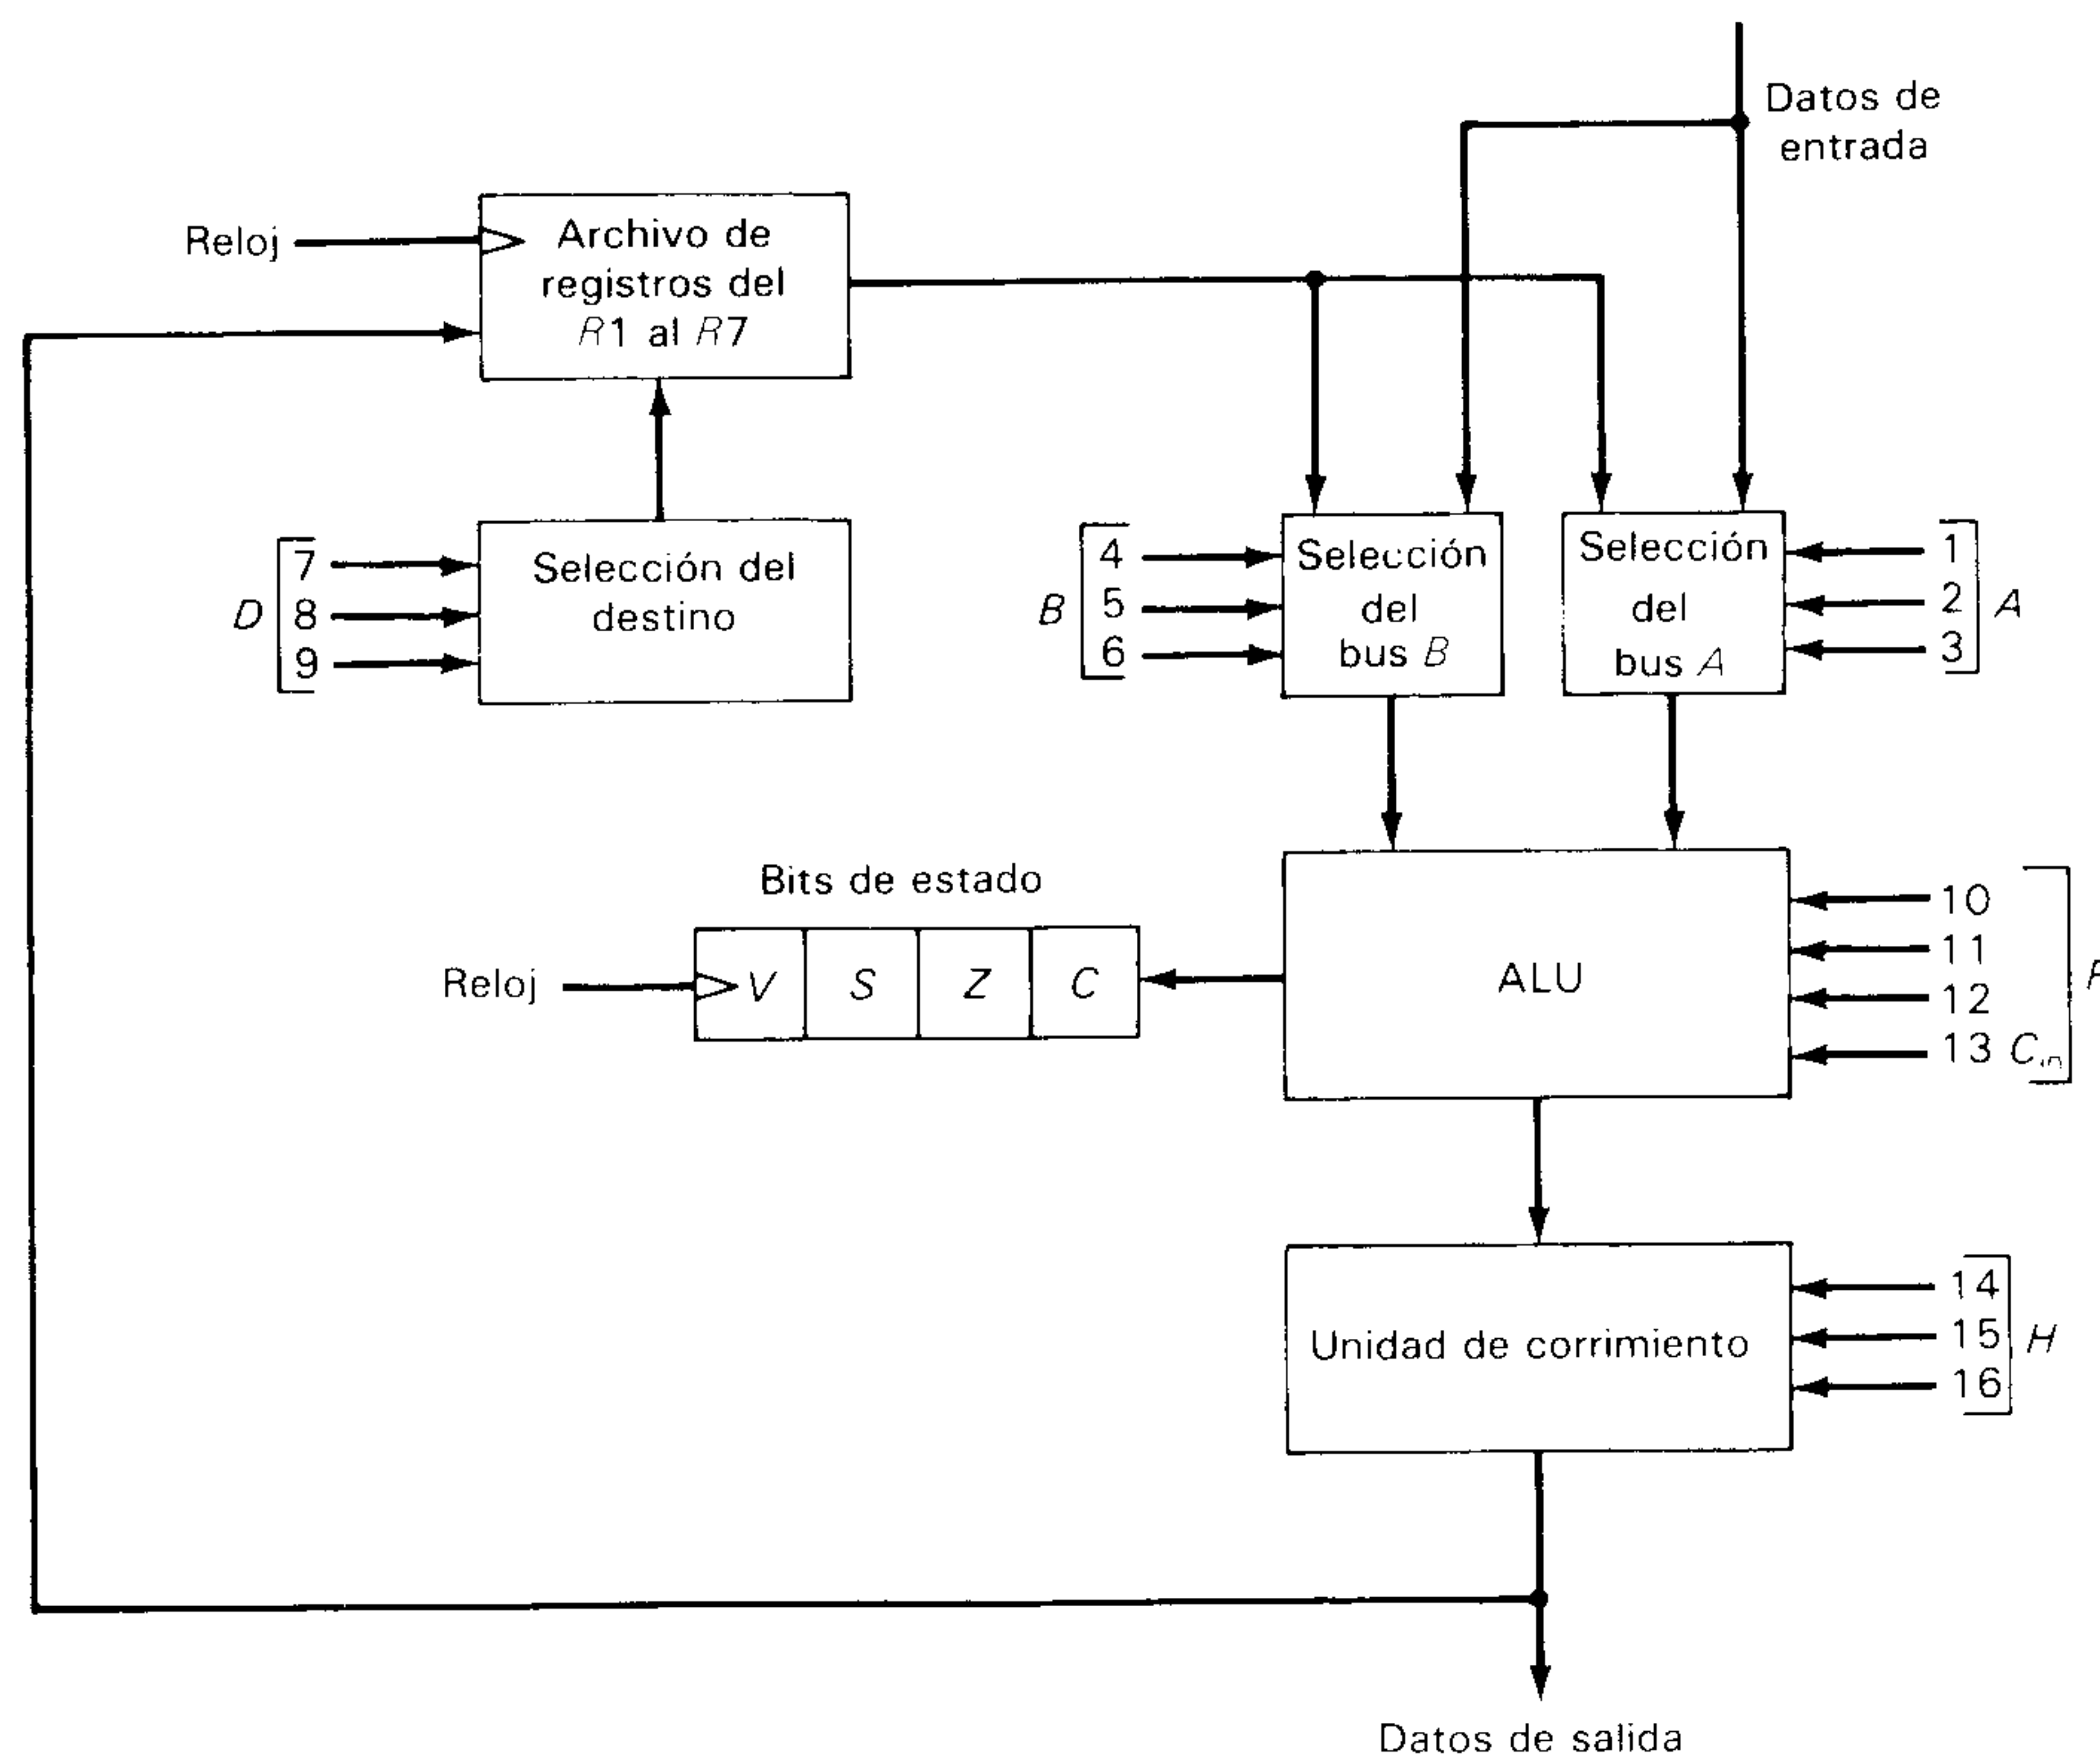 Datos de
entrada
Reloj
Archivo de
registros del
R1 al R7
D
7
8
9
Selección del
destino
B
4
5
6
Selección
del
bus B
Selección
del
bus A
1
2
3
A
Bits de estado
Reloj
V S Z C
ALU
10
11
12
13 Cin
Unidad de corrimiento
14
15
16
H
Datos de salida